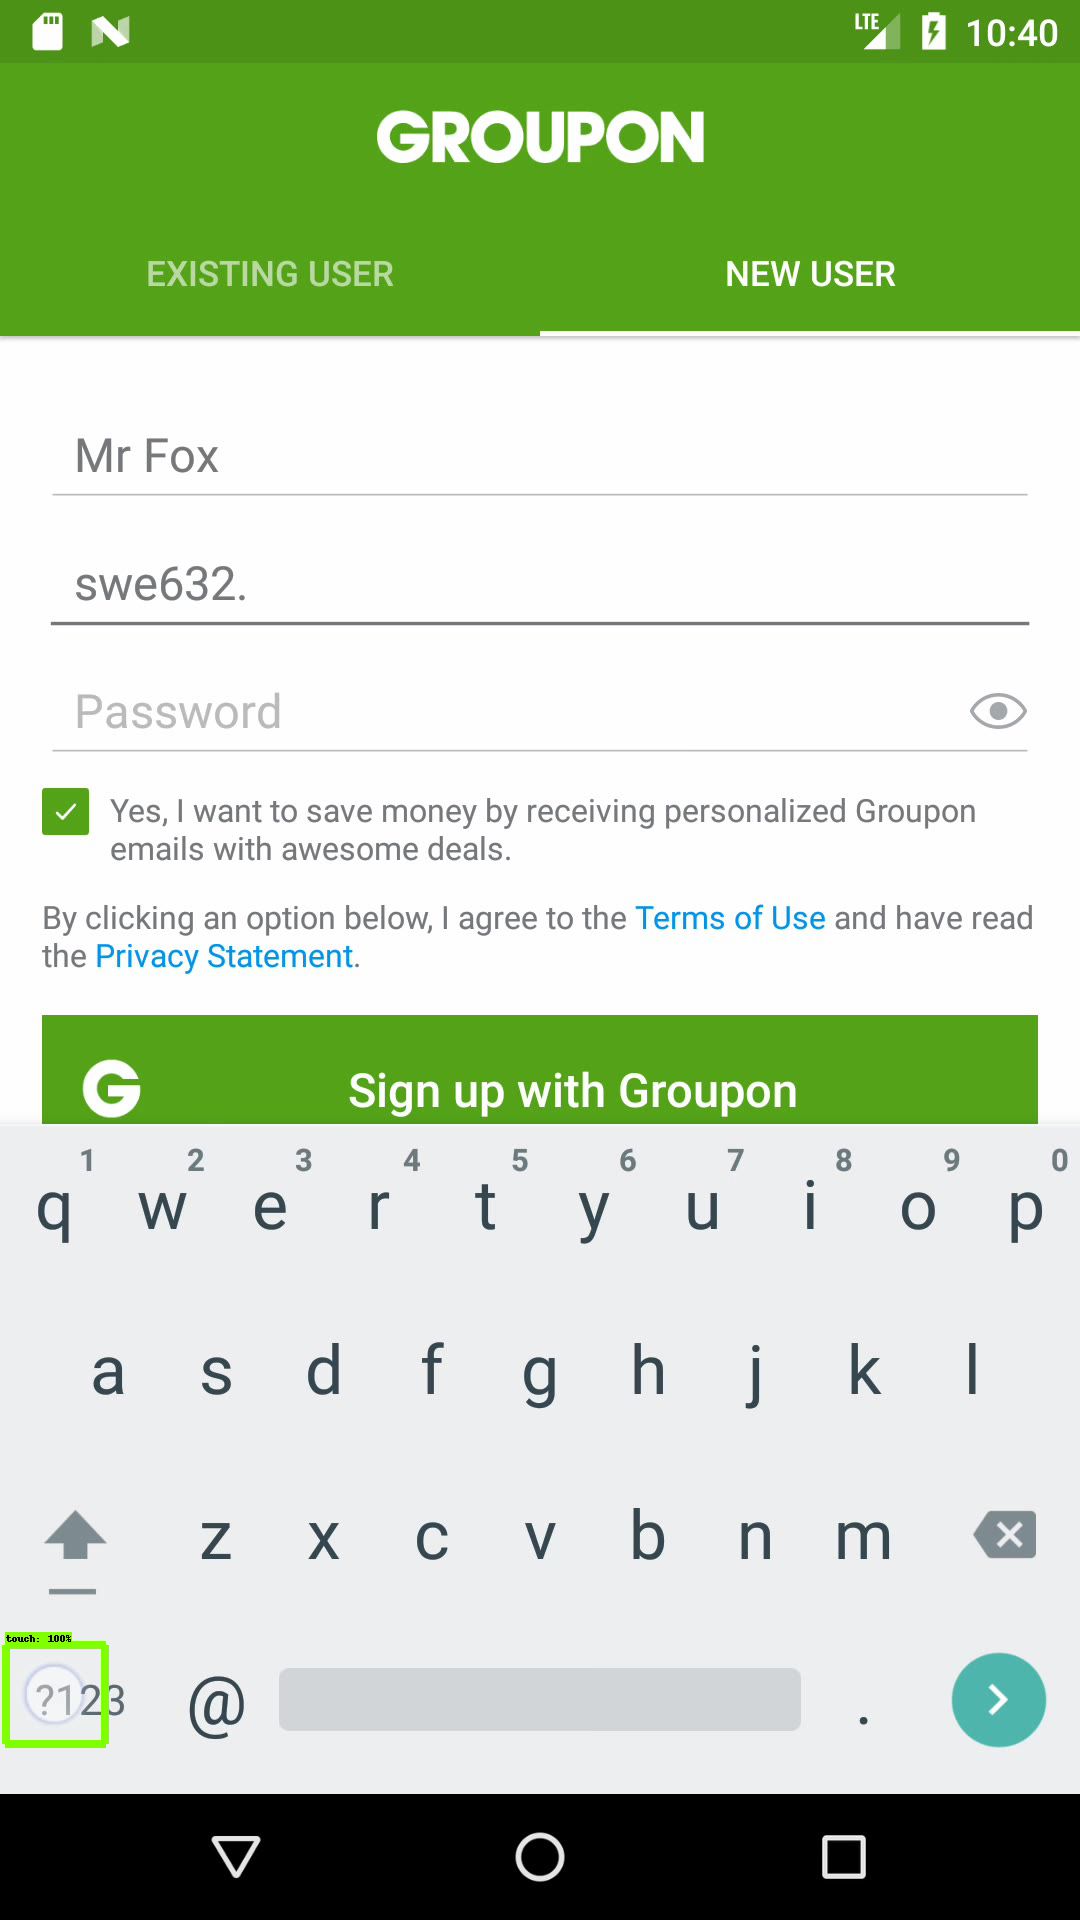 LTE 10:40
GROUPON
EXISTING USER NEW USER
Mr Fox
swe632.
Password
Yes, I want to save money by receiving personalized Groupon
emails with awesome deals.
By clicking an option below, I agree to the Terms of Use and have read
the Privacy Statement.
G Sign up with Groupon
1 2 3 4 5 6 7 8 9 0
q w e r t y u i o p
a s d f g h j k l
z x c v b n m
touch: 100%
?123 @ .